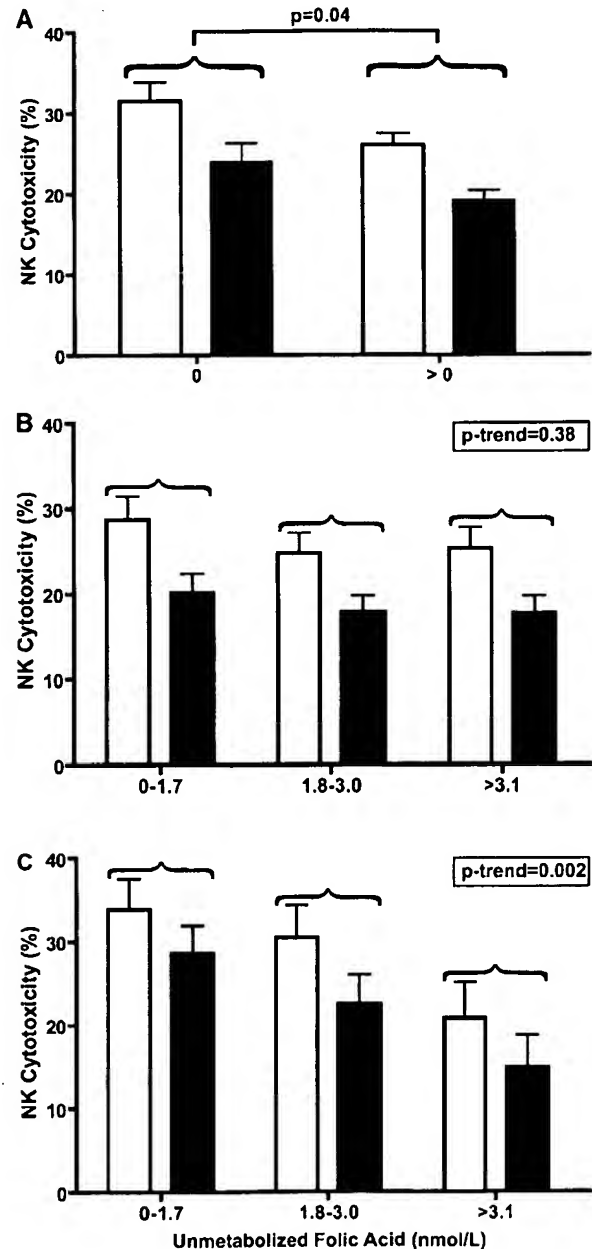 A
p=0.04
NK Cytotoxicity (%)
40
30
20
10
0
0
> 0
B
p-trend=0.38
NK Cytotoxicity (%)
40
30
20
10
0
0-1.7
1.8-3.0
>3.1
C
p-trend=0.002
NK Cytotoxicity (%)
40
30
20
10
0
0-1.7
1.8-3.0
>3.1
Unmetabolized Folic Acid (nmol/L)